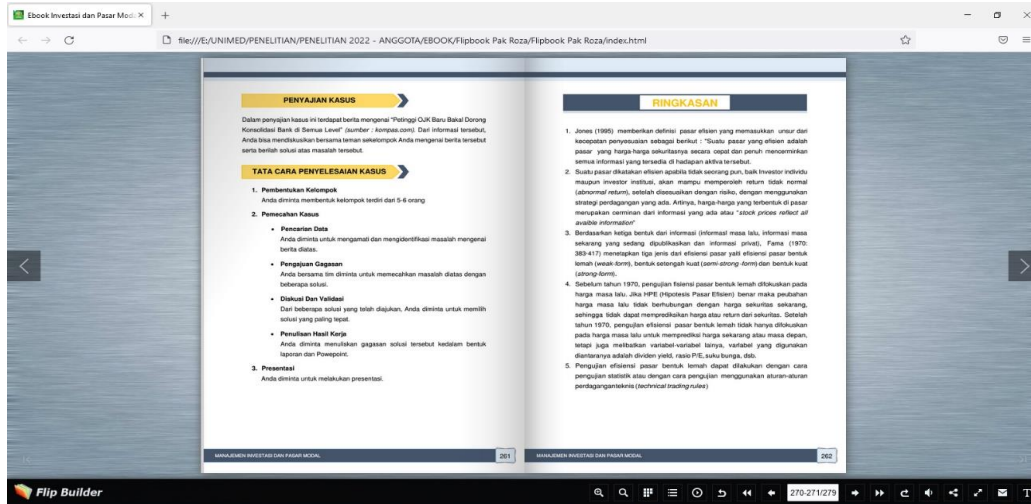 Ebook Investasi dan Pasar Mod
file:///E:/UNIMED/PENELITIAN/PENELITIAN 2022 - ANGGOTA/EBOOK/Flipbook Pak Roza/Flipbook Pak Roza/index.html
PENYAJIAN KASUS
Dalam penyajian kasus ini terdapat berita mengenai "Petinggi OJK Baru Bakal Dorong
Konsolidasi Bank di Semua Level" (sumber : kompas.com). Dari informasi tersebut,
Anda bisa mendiskusikan bersama teman sekelompok Anda mengenai berita tersebut
serta berilah solusi atas masalah tersebut.
TATA CARA PENYELESAIAN KASUS
1. Pembentukan Kelompok
Anda diminta membentuk kelompok terdiri dari 5-6 orang
2. Pemecahan Kasus
• Pencarian Data
Anda diminta untuk mengamati dan mengidentifikasi masalah mengenai
berita diatas.
• Pengajuan Gagasan
Anda bersama tim diminta untuk memecahkan masalah diatas dengan
beberapa solusi.
• Diskusi Dan Validasi
Dari beberapa solusi yang telah diajukan, Anda diminta untuk memilih
solusi yang paling tepat.
• Penulisan Hasil Kerja
Anda diminta menuliskan gagasan solusi tersebut kedalam bentuk
laporan dan Powepoint.
3. Presentasi
Anda diminta untuk melakukan presentasi.
MANAJEMEN INVESTASI DAN PASAR MODAL
261
RINGKASAN
1. Jones (1995) memberikan definisi pasar efisien yang memasukkan unsur dari
kecepatan penyesuaian sebagai berikut : "Suatu pasar yang efisien adalah
pasar yang harga-harga sekuritasnya secara cepat dan penuh mencerminkan
semua informasi yang tersedia di hadapan aktiva tersebut.
2. Suatu pasar dikatakan efisien apabila tidak seorang pun, baik Investor individu
maupun investor institusi, akan mampu memperoleh return tidak normal
(abnormal return), setelah disesuaikan dengan risiko, dengan menggunakan
strategi perdagangan yang ada. Artinya, harga-harga yang terbentuk di pasar
merupakan cerminan dari informasi yang ada atau "stock prices reflect all
avaible information"
3. Berdasarkan ketiga bentuk dari informasi (informasi masa lalu, informasi masa
sekarang yang sedang dipublikasikan dan informasi privat), Fama (1970:
383-417) menetapkan tiga jenis dari efisiensi pasar yaiti efisiensi pasar bentuk
lemah (weak-form), bentuk setengah kuat (semi-strong-form) dan bentuk kuat
(strong-form).
4. Sebelum tahun 1970, pengujian fisiensi pasar bentuk lemah difokuskan pada
harga masa lalu. Jika HPE (Hipotesis Pasar Efisien) benar maka peubahan
harga masa lalu tidak berhubungan dengan harga sekuritas sekarang,
sehingga tidak dapat mempredikaikan harga atau return dari sekuritas. Setelah
tahun 1970, pengujian efisiensi pasar bentuk lemah tidak hanya difokuskan
pada harga masa lalu untuk memprediksi harga sekarang atau masa depan,
tetapi juga melibatkan variabel-variabel lainya, variabel yang digunakan
diantaranya adalah dividen yield, rasio P/E, suku bunga, dsb.
5. Pengujian efisiensi pasar bentuk lemah dapat dilakukan dengan cara
pengujian statistik atau dengan cara pengujian menggunakan aturan-aturan
perdaganganteknis (technical trading rules)
MANAJEMEN INVESTASI DAN PASAR MODAL
262
Flip Builder
270-271/279